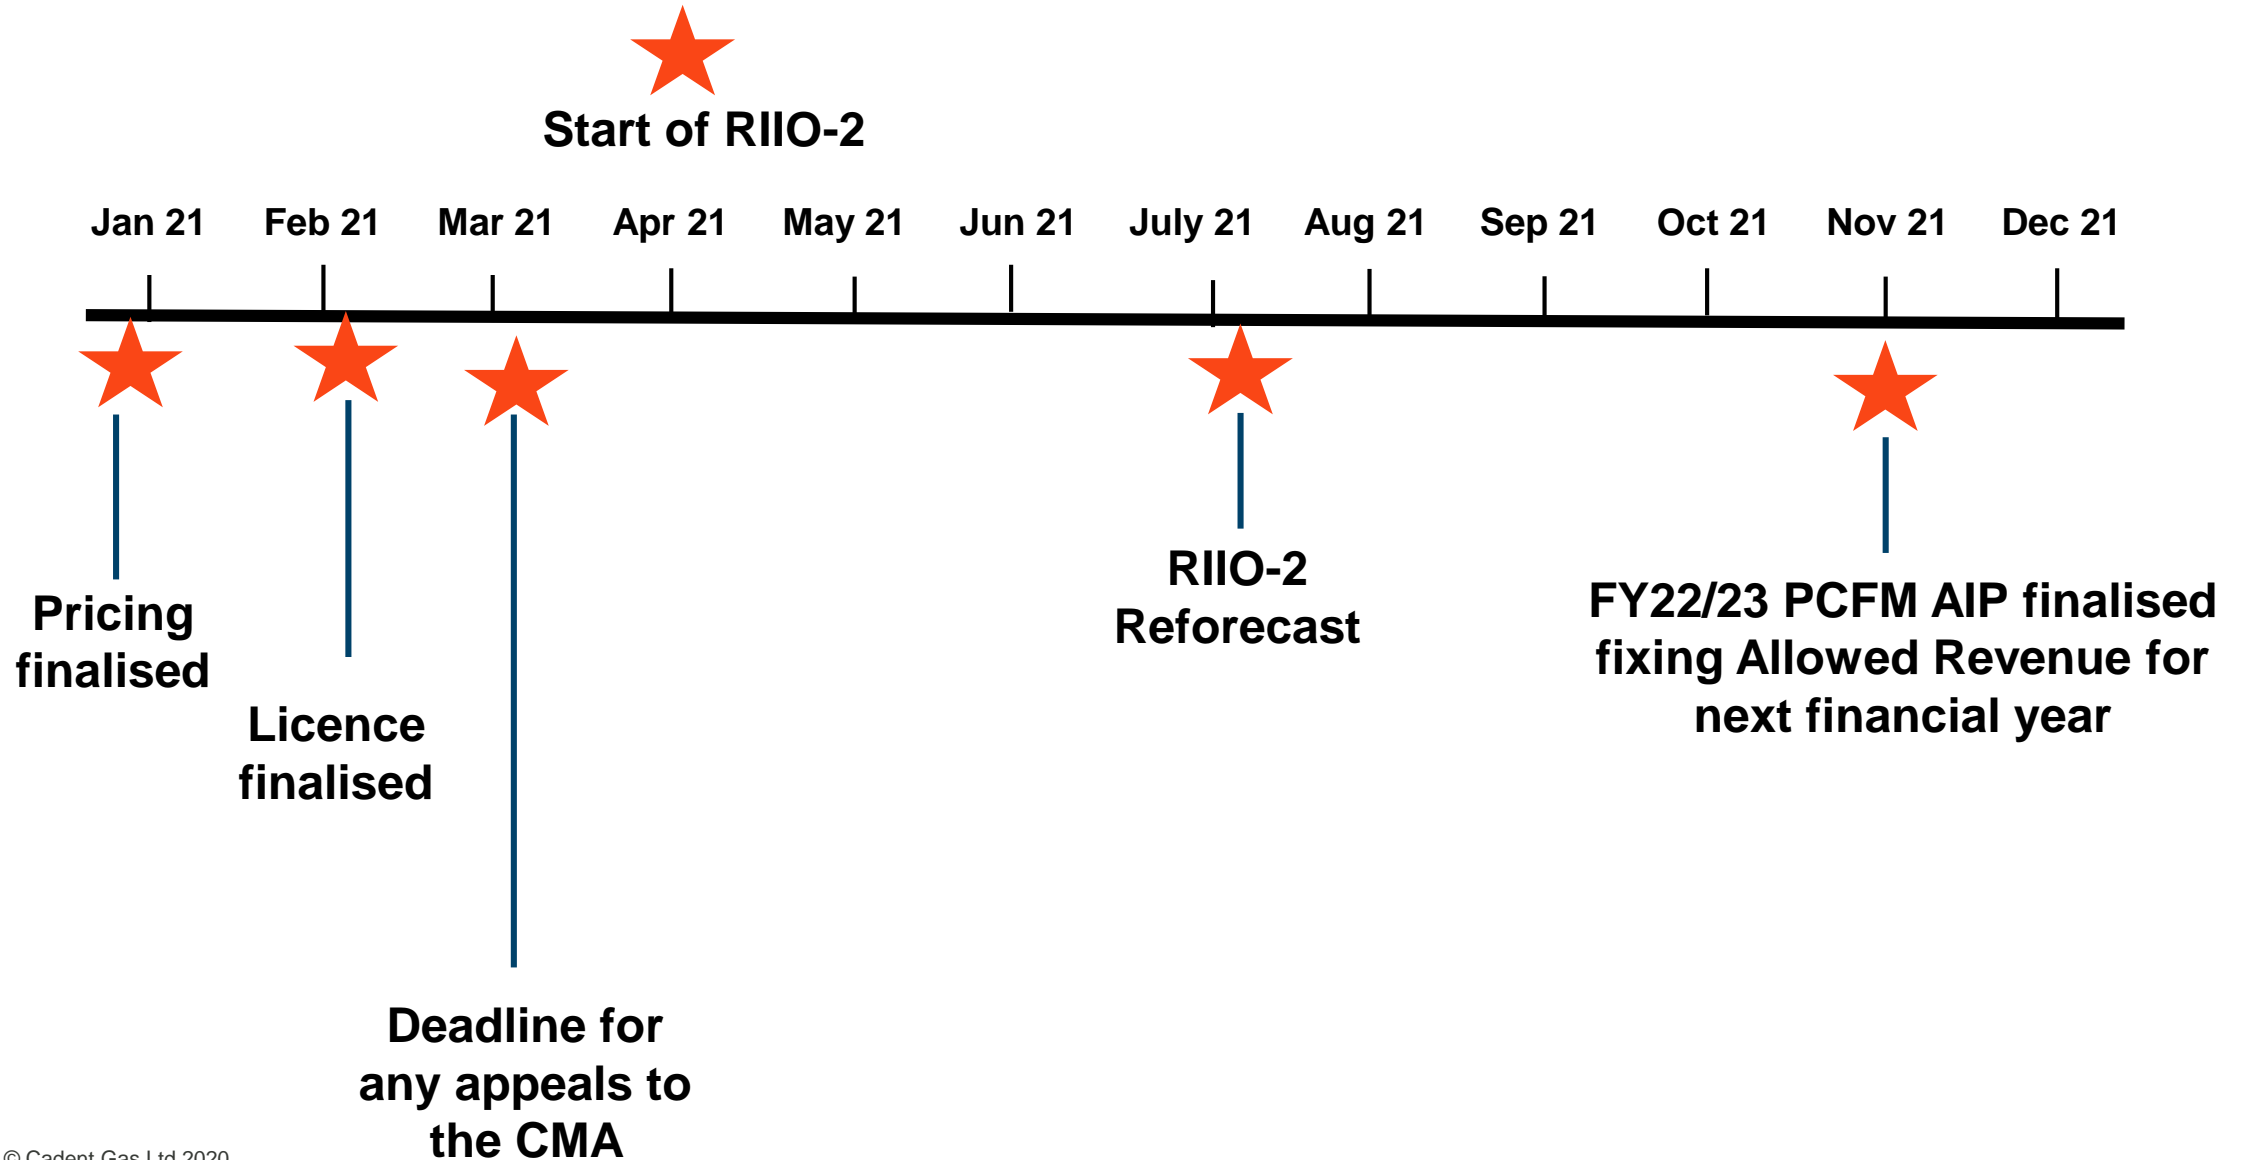 Start of RIIO-2
Jan 21 Feb 21 Mar 21 Apr 21 May 21 Jun 21 July 21 Aug 21 Sep 21 Oct 21 Nov 21 Dec 21
Pricing
finalised
Licence
finalised
Deadline for
any appeals to
the CMA
RIIO-2
Reforecast
FY22/23 PCFM AIP finalised
fixing Allowed Revenue for
next financial year
© Cadent Gas Ltd 2020